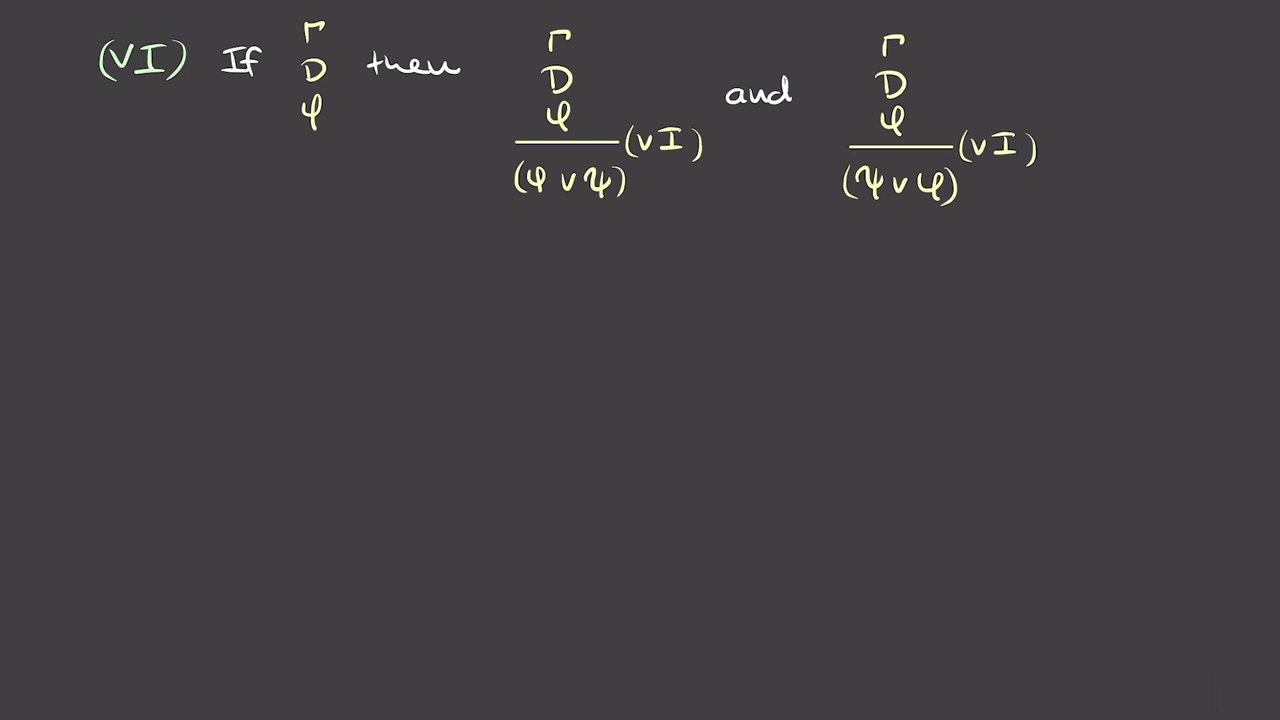 (∨I) If Γ D φ then Γ D φ (∨I) (φ ∨ ψ) and Γ D φ (∨I) (ψ ∨ φ)